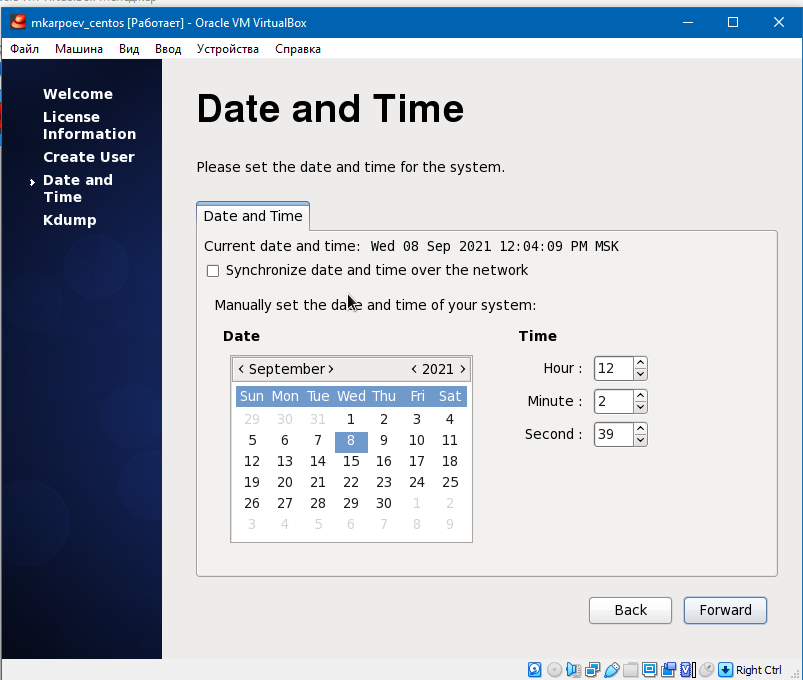 mkarpoev_centos [Работает] - Oracle VM VirtualBox
Файл Машина Вид Ввод Устройства Справка
Welcome
License
Information
Create User
Date and
Time
Kdump
Date and Time
Please set the date and time for the system.
Date and Time
Current date and time: Wed 08 Sep 2021 12:04:09 PM MSK
Synchronize date and time over the network
Manually set the date and time of your system:
Date Time
< September > < 2021 >
Sun Mon Tue Wed Thu Fri Sat
29 30 31 1 2 3 4
5 6 7 8 9 10 11
12 13 14 15 16 17 18
19 20 21 22 23 24 25
26 27 28 29 30 1 2
3 4 5 6 7 8 9
Hour : 12
Minute : 2
Second : 39
Back Forward
Right Ctrl